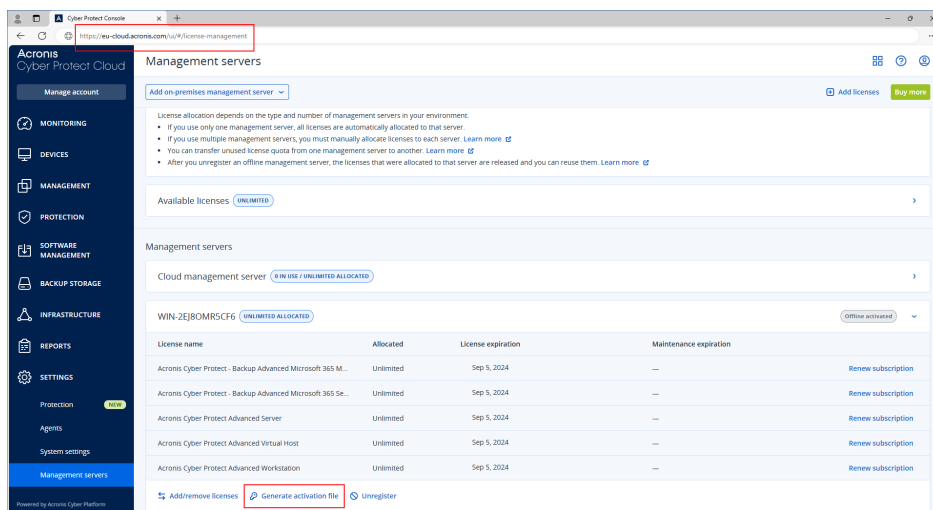 Cyber Protect Console
https://eu-cloud.acronis.com/ui/#/license-management
Acronis
Cyber Protect Cloud
Manage account
MONITORING
DEVICES
MANAGEMENT
PROTECTION
SOFTWARE
MANAGEMENT
BACKUP STORAGE
INFRASTRUCTURE
REPORTS
SETTINGS
Protection NEW
Agents
System settings
Management servers
Powered by Acronis Cyber Platform
Management servers
Add on-premises management server
Add licenses
Buy more
License allocation depends on the type and number of management servers in your environment.
• If you use only one management server, all licenses are automatically allocated to that server.
• If you use multiple management servers, you must manually allocate licenses to each server. Learn more
• You can transfer unused license quota from one management server to another. Learn more
• After you unregister an offline management server, the licenses that were allocated to that server are released and you can reuse them. Learn more
Available licenses UNLIMITED
Management servers
Cloud management server 0 IN USE / UNLIMITED ALLOCATED
WIN-2EJ8OMR5CF6 UNLIMITED ALLOCATED Offline activated
License name Allocated License expiration Maintenance expiration
Acronis Cyber Protect - Backup Advanced Microsoft 365 M... Unlimited Sep 5, 2024 — Renew subscription
Acronis Cyber Protect - Backup Advanced Microsoft 365 Se... Unlimited Sep 5, 2024 — Renew subscription
Acronis Cyber Protect Advanced Server Unlimited Sep 5, 2024 — Renew subscription
Acronis Cyber Protect Advanced Virtual Host Unlimited Sep 5, 2024 — Renew subscription
Acronis Cyber Protect Advanced Workstation Unlimited Sep 5, 2024 — Renew subscription
Add/remove licenses Generate activation file Unregister